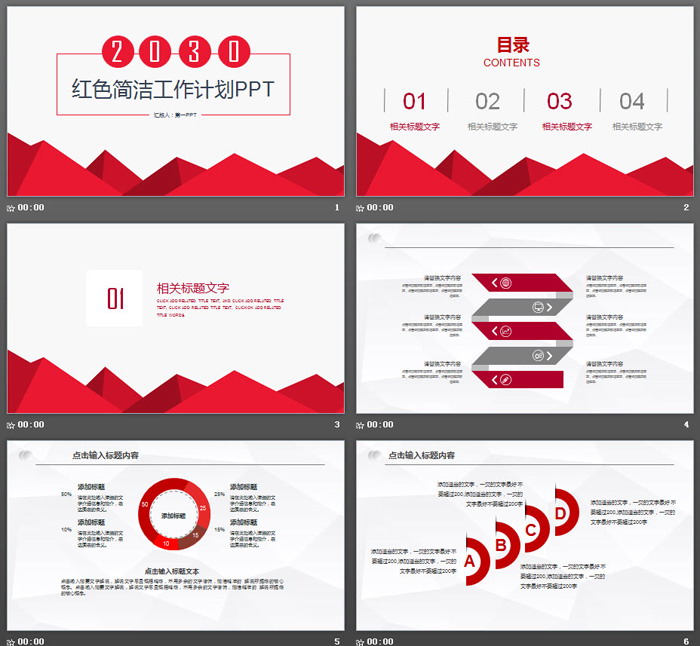 2030
红色简洁工作计划PPT
汇报人：第一PPT
00:00
1
目录
CONTENTS
01 02 03 04
相关标题文字 相关标题文字 相关标题文字 相关标题文字
00:00
2
01
相关标题文字
CLICK ADD RELATED TITLE TEXT, AND CLICK ADD RELATED TITLE
TEXT, CLICK ADD RELATED TITLE TEXT, CLICK ON ADD RELATED
TITLE WORDS.
00:00
3
请替换文字内容
请替换文字内容
请替换文字内容
请替换文字内容
请替换文字内容
00:00
4
点击输入标题内容
50%
添加标题
10%
添加标题
50
25
15
10
添加标题
25%
添加标题
15%
添加标题
点击输入标题文本
00:00
5
点击输入标题内容
添加适当的文字，一页的文字最好不
要超过200,添加适当的文字，一页的
文字最好不要超过200字
添加适当的文字，一页的文字最好不
要超过200,添加适当的文字，一页的
文字最好不要超过200字
A
B
C
D
添加适当的文字，一页的文字最好不
要超过200,添加适当的文字，一页的
文字最好不要超过200字
添加适当的文字，一页的文字最好不
要超过200,添加适当的文字，一页的
文字最好不要超过200字
00:00
6